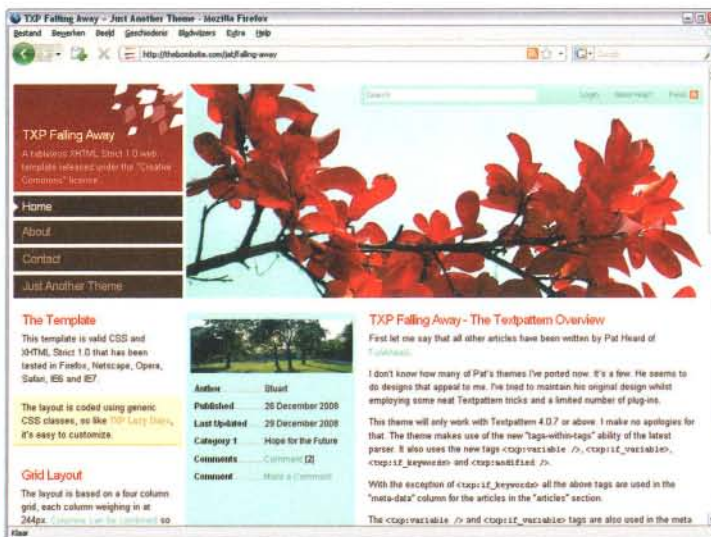 TXP Falling Away - Just Another Theme - Mozilla Firefox
Bestand Bewerken Beeld Geschiedenis Bladwijzers Extra Help
http://thebombsite.com/jat/falling-away
Search
Login
Feed
TXP Falling Away
A tableless XHTML Strict 1.0 web
template released under the "Creative
Commons" license...
Home
About
Contact
Just Another Theme
The Template
This template is valid CSS and
XHTML Strict 1.0 that has been
tested in Firefox, Netscape, Opera,
Safari, IE6 and IE7.
The layout is coded using generic
CSS classes, so like TXP Lazy Days,
it's easy to customize.
Grid Layout
The layout is based on a four column
grid, each column weighing in at
244px. Columns can be combined so
Author Stuart
Published 26 December 2008
Last Updated 29 December 2008
Category 1 Hope for the Future
Comments Comment [2]
Comment Make a Comment
TXP Falling Away - The Textpattern Overview
First let me say that all other articles have been written by Pat Heard of
I don't know how many of Pat's themes I've ported now. It's a few. He seems
to do designs that appeal to me. I've tried to maintain his original design whilst
employing some neat Textpattern tricks and a limited number of plug-ins.
This theme will only work with Textpattern 4.0.7 or above. I make no apologies for
that. The theme makes use of the new "tags-within-tags" ability of the latest
parser. It also uses the new tags <txp:variable />, <txp:if_variable>,
<txp:if_keywords> and <txp:modified />.
With the exception of <txp:if_keywords> all the above tags are used in the
"meta-data" column for the articles in the "articles" section.
The <txp:variable /> and <txp:if_variable> tags are also used in the meta
Klaar